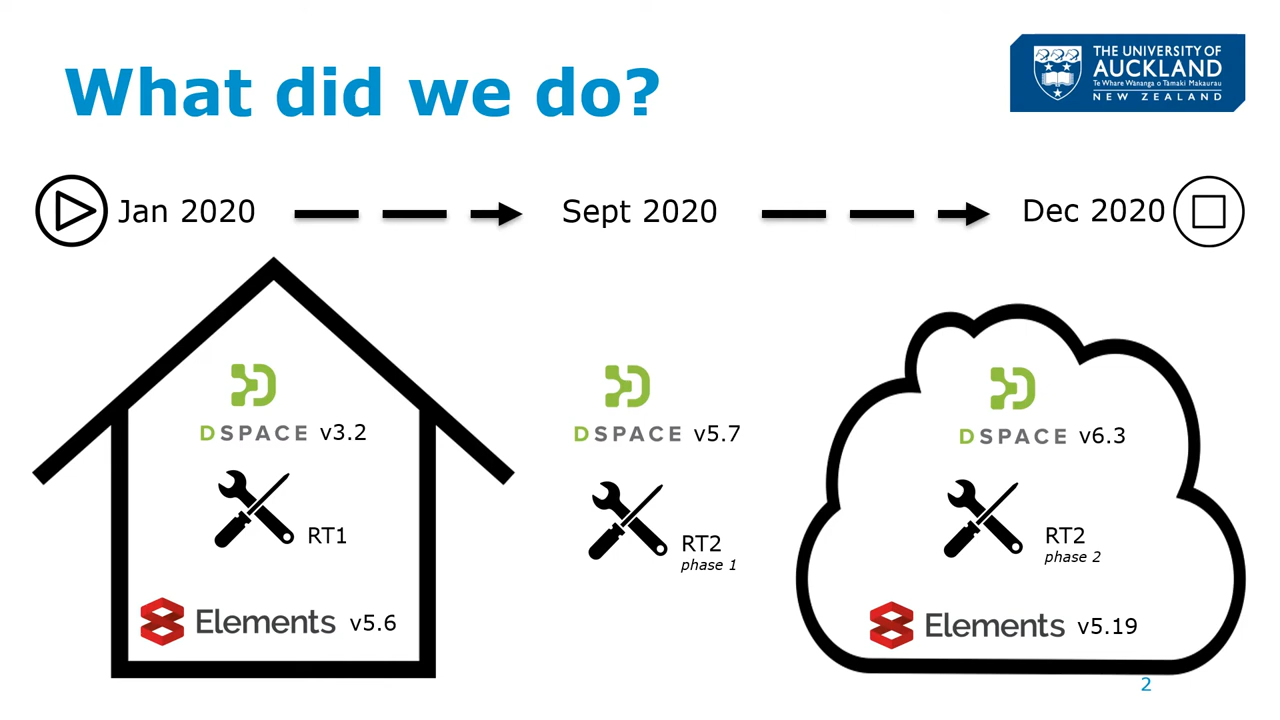 What did we do?
THE UNIVERSITY OF
AUCKLAND
Te Whare Wānanga o Tāmaki Makaurau
NEW ZEALAND
Jan 2020
Sept 2020
Dec 2020
DSPACE v3.2
RT1
Elements v5.6
DSPACE v5.7
RT2
phase 1
DSPACE v6.3
RT2
phase 2
Elements v5.19
2